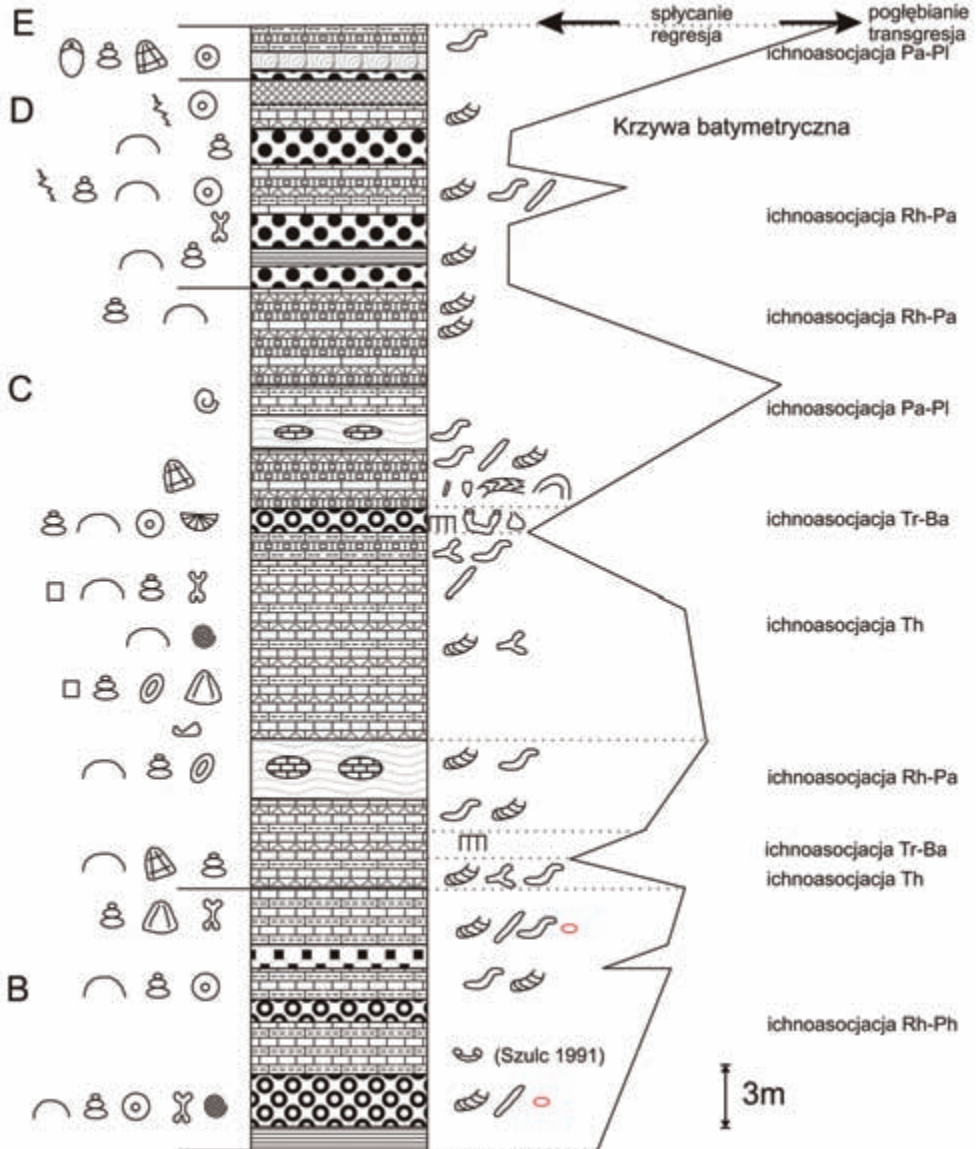 E
spłycanie
regresja
pogłębianie
transgresja
ichnoasocjacja Pa-Pl
D
Krzywa batymetryczna
ichnoasocjacja Rh-Pa
ichnoasocjacja Rh-Pa
C
ichnoasocjacja Pa-Pl
ichnoasocjacja Tr-Ba
ichnoasocjacja Th
ichnoasocjacja Rh-Pa
ichnoasocjacja Tr-Ba
ichnoasocjacja Th
B
ichnoasocjacja Rh-Ph
(Szulc 1991)
3m